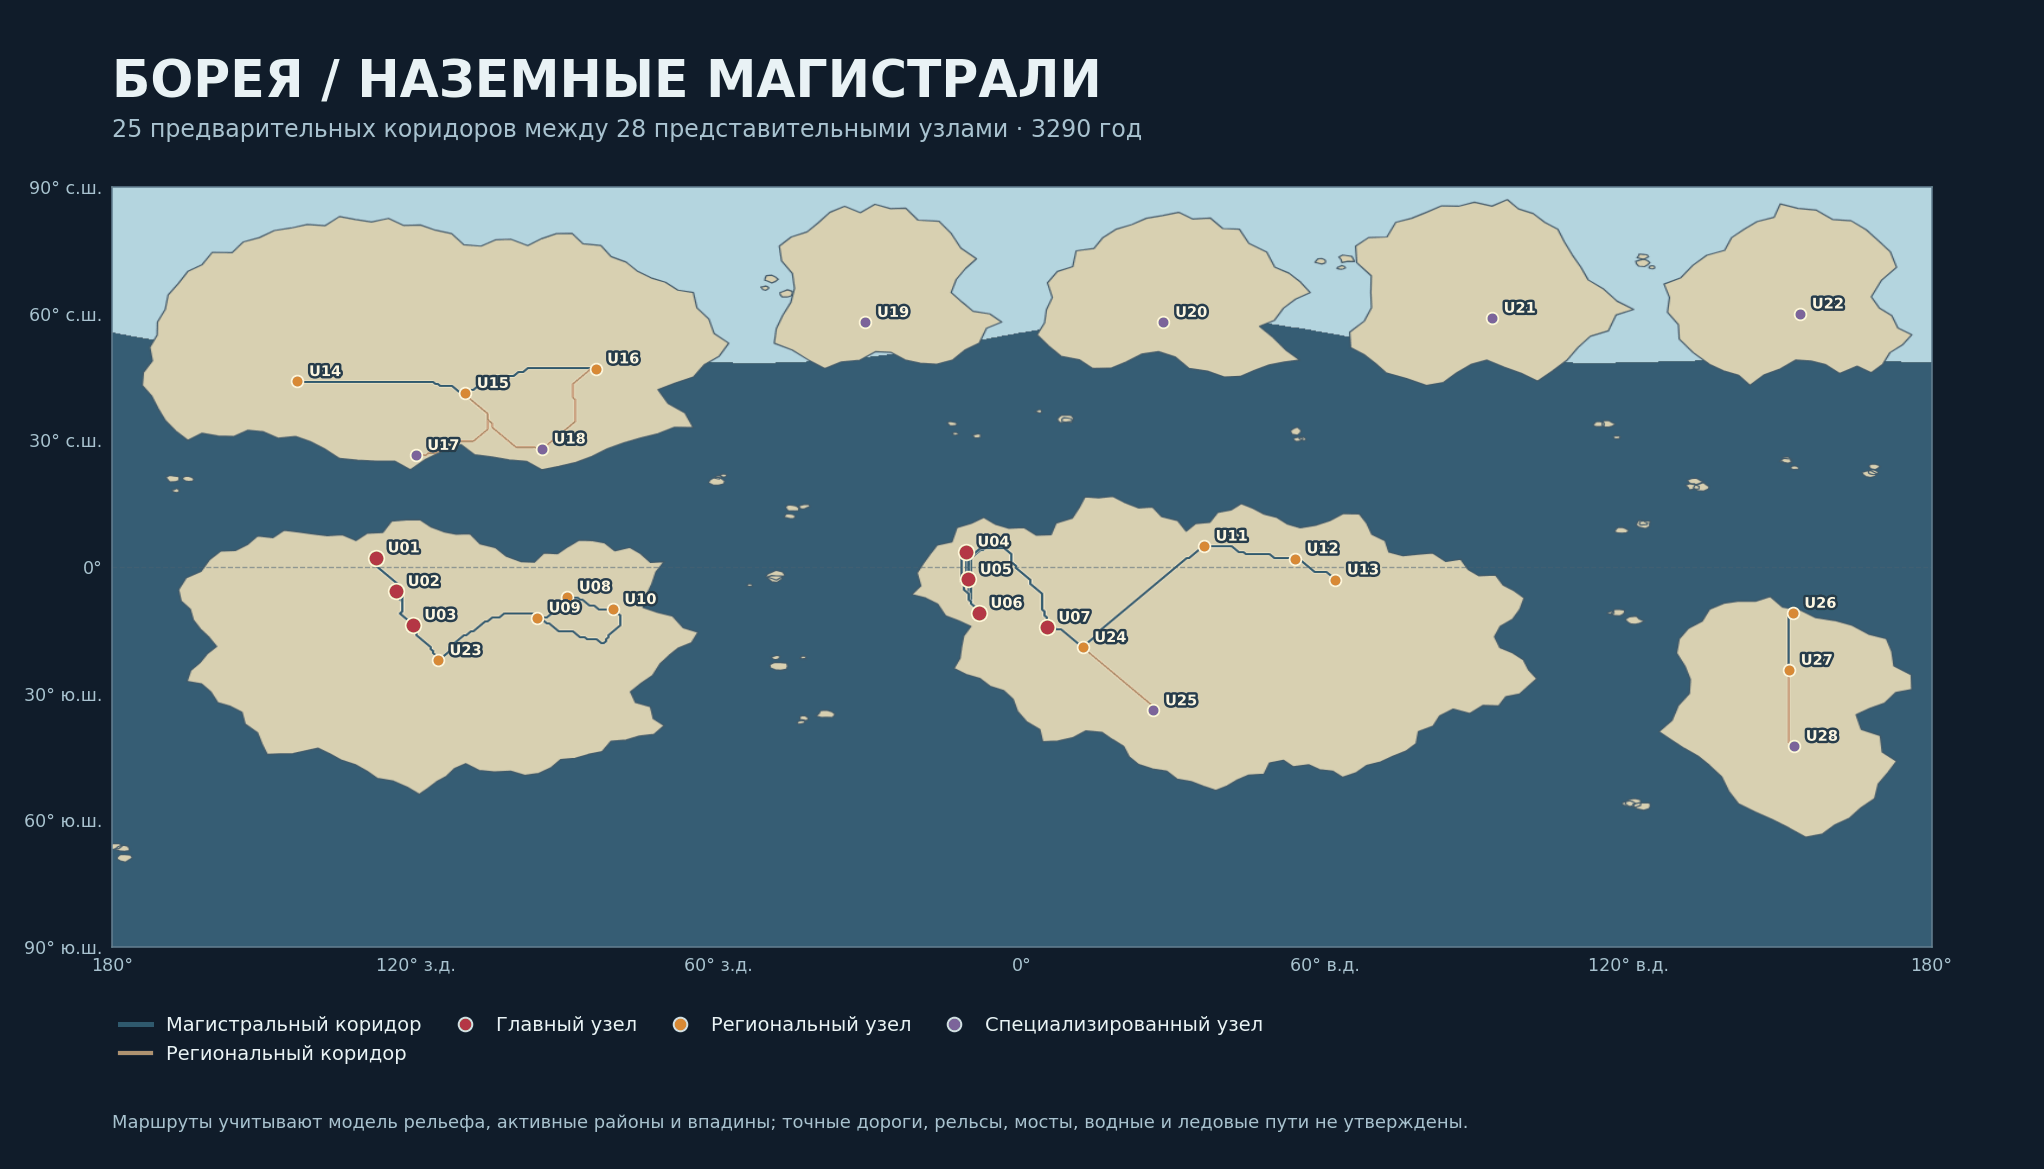 БОРЕЯ / НАЗЕМНЫЕ МАГИСТРАЛИ
25 предварительных коридоров между 28 представительными узлами · 3290 год
90° с.ш.
60° с.ш.
30° с.ш.
0°
30° ю.ш.
60° ю.ш.
90° ю.ш.
U19
U20
U21
U22
U14
U15
U16
U17
U18
U01
U02
U03
U23
U08
U09
U10
U04
U05
U06
U07
U24
U25
U11
U12
U13
U26
U27
U28
180°
120° з.д.
60° з.д.
0°
60° в.д.
120° в.д.
180°
Магистральный коридор
Главный узел
Региональный узел
Специализированный узел
Региональный коридор
Маршруты учитывают модель рельефа, активные районы и впадины; точные дороги, рельсы, мосты, водные и ледовые пути не утверждены.